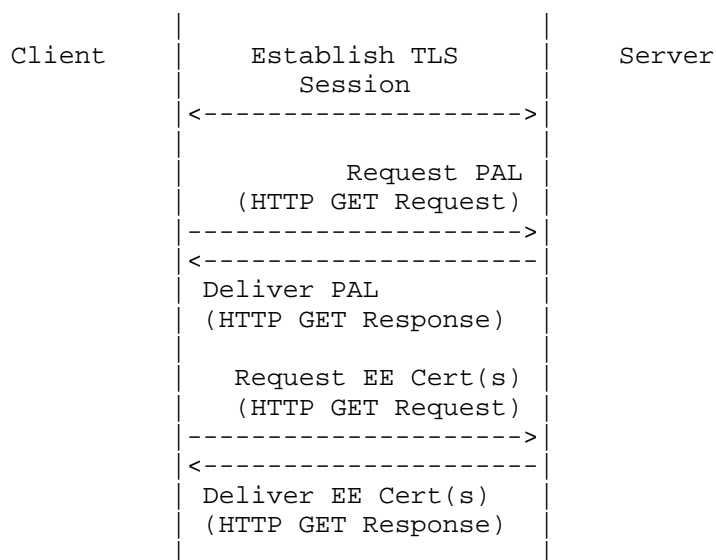 Client Establish TLS Server
Session
Request PAL
(HTTP GET Request)
Deliver PAL
(HTTP GET Response)
Request EE Cert(s)
(HTTP GET Request)
Deliver EE Cert(s)
(HTTP GET Response)